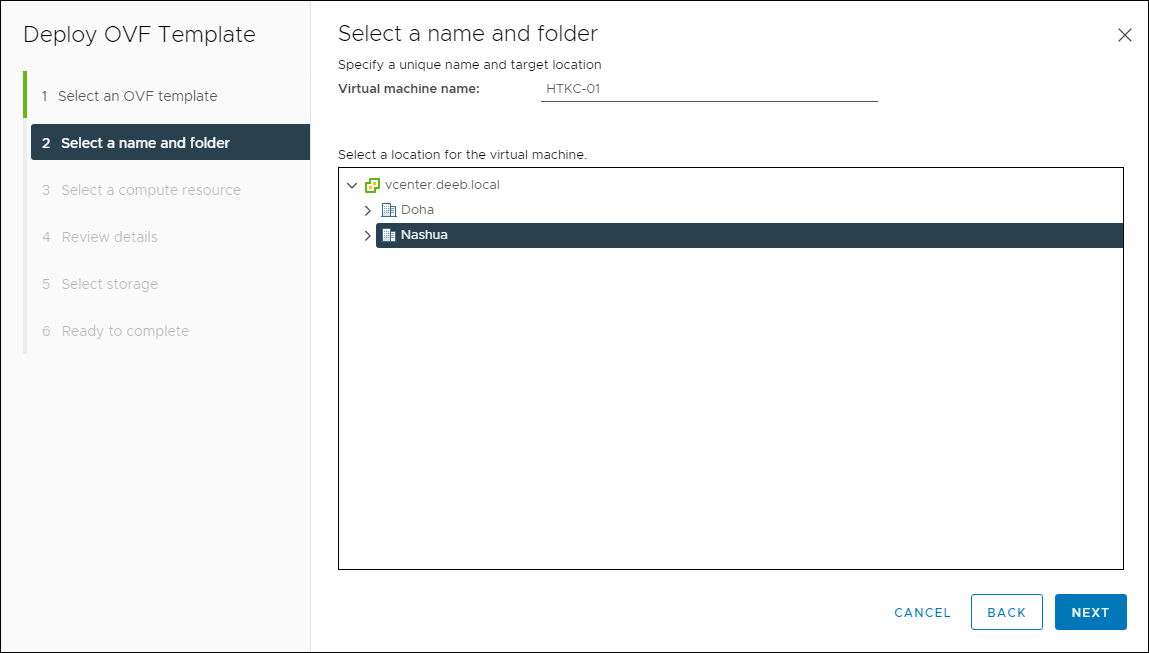 Deploy OVF Template
1 Select an OVF template
2 Select a name and folder
3 Select a compute resource
4 Review details
5 Select storage
6 Ready to complete
Select a name and folder
Specify a unique name and target location
Virtual machine name: HTKC-01
Select a location for the virtual machine.
vcenter.deeb.local
Doha
Nashua
CANCEL BACK NEXT